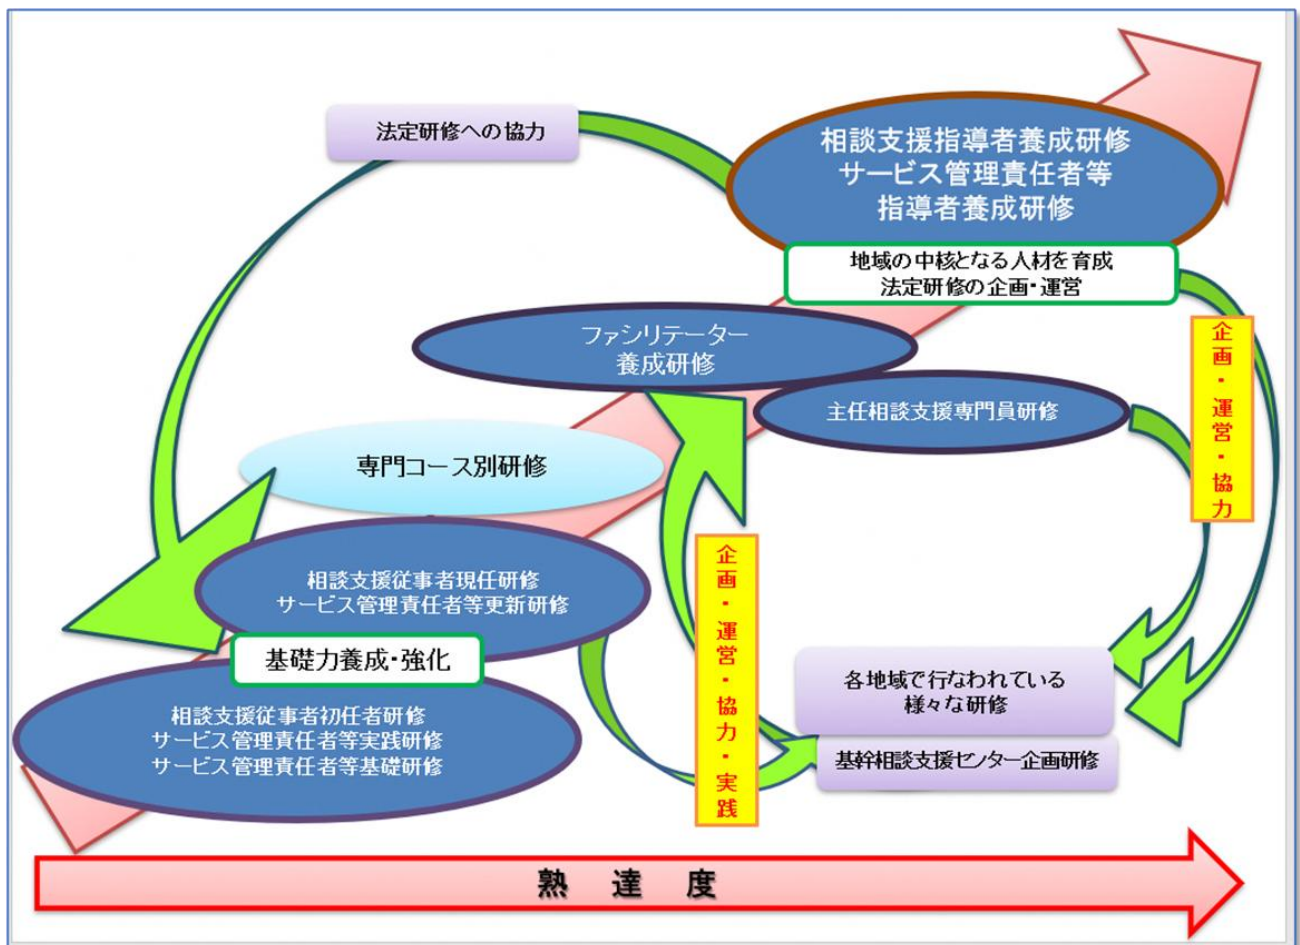 法定研修への協力
相談支援指導者養成研修
サービス管理責任者等
指導者養成研修
地域の中核となる人材を育成
法定研修の企画・運営
ファシリテーター
養成研修
企画・運営・協力
主任相談支援専門員研修
専門コース別研修
相談支援従事者現任研修
サービス管理責任者等更新研修
企画・運営・協力・実践
基礎力養成・強化
各地域で行なわれている
様々な研修
相談支援従事者初任者研修
サービス管理責任者等実践研修
サービス管理責任者等基礎研修
基幹相談支援センター企画研修
熟達度